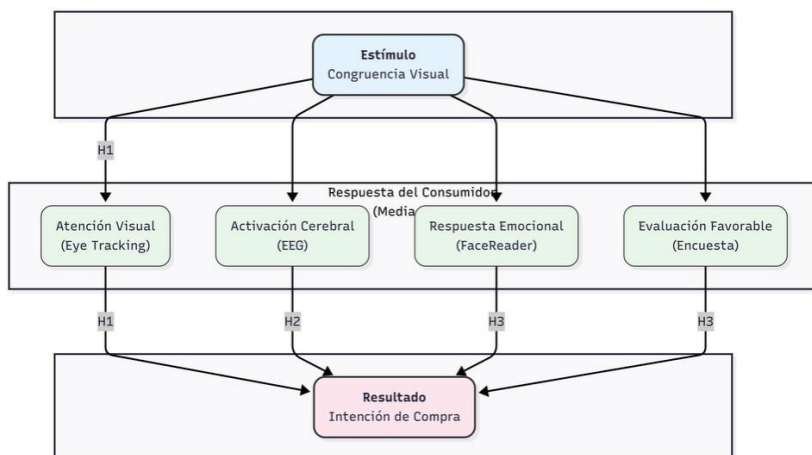 Estímulo
Congruencia Visual
H1
Respuesta del Consumidor
(Media
Atención Visual
(Eye Tracking)
Activación Cerebral
(EEG)
Respuesta Emocional
(FaceReader)
Evaluación Favorable
(Encuesta)
H1
H2
H3
H3
Resultado
Intención de Compra